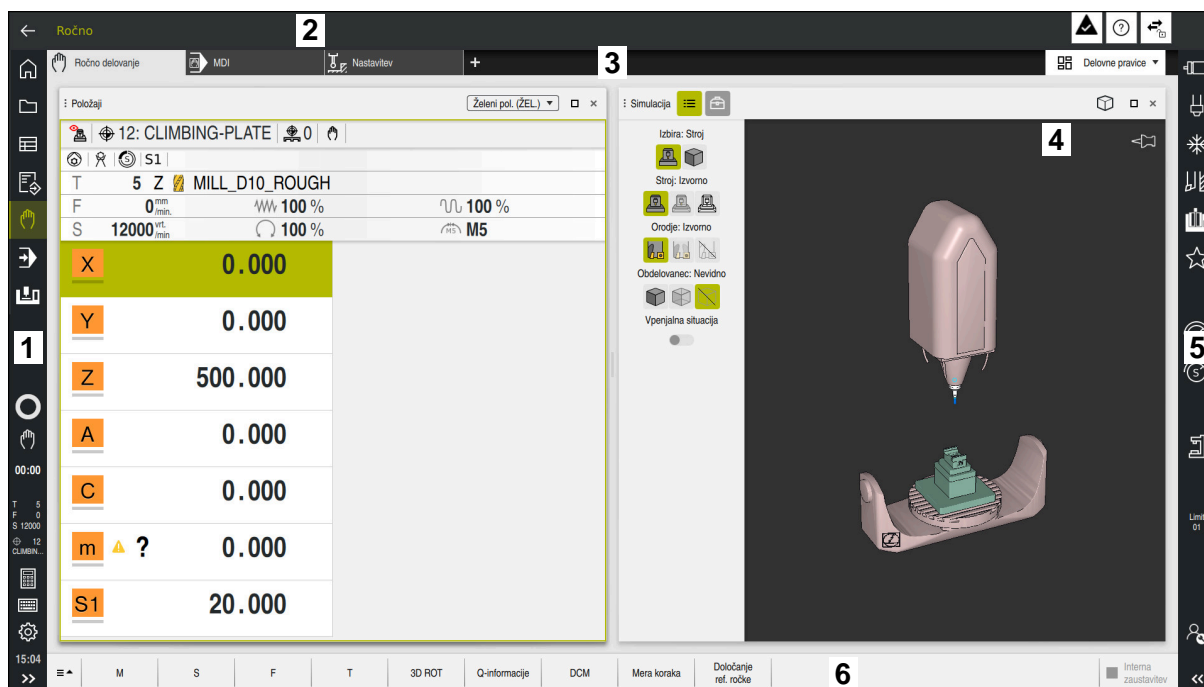 Ročno
2
Ročno delovanje
MDI
Nastavitev
+
3
Delovne pravice
Položaji
Želeni pol. (ŽEL.)
12: CLIMBING-PLATE
0
S1
T 5 Z MILL_D10_ROUGH
F 0 mm/min. 100 % 100 %
S 12000 vrt./min 100 % M5
X 0.000
Y 0.000
Z 500.000
A 0.000
C 0.000
m ? 0.000
S1 20.000
Simulacija
Izbira: Stroj
Stroj: Izvorno
Orodje: Izvorno
Obdelovanec: Nevidno
Vpenjalna situacija
4
1
00:00
T 5
F 0
S 12000
12
CLIMBIN...
15:04
5
Limit
01
M
S
F
T
3D ROT
Q-informacije
DCM
Mera koraka
Določanje
ref. ročke
6
Interna
zaustavitev